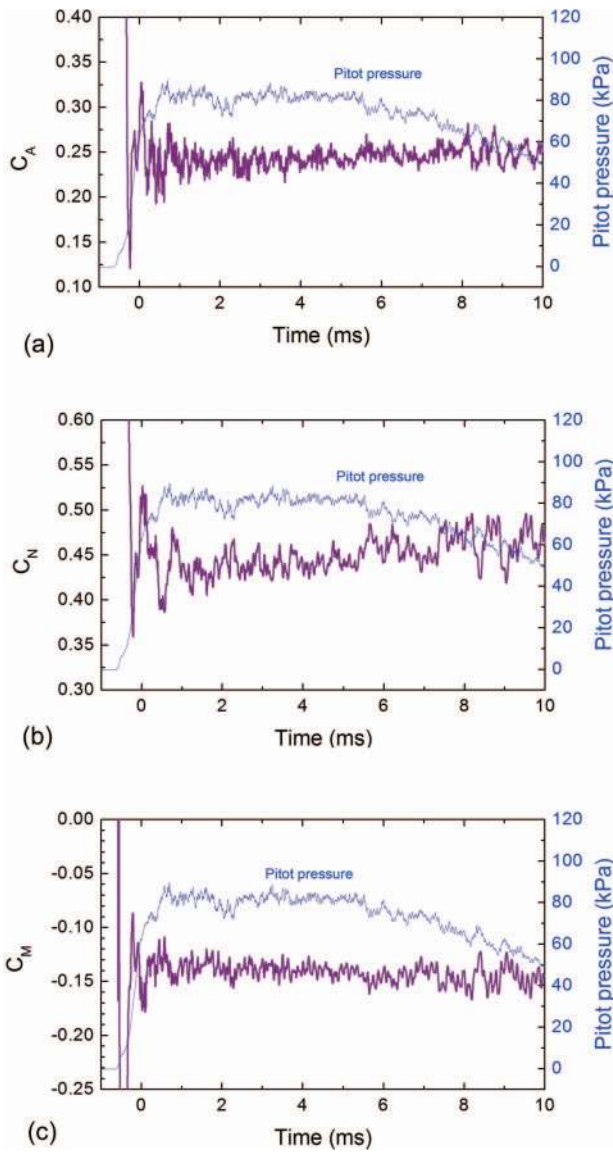 0.40
0.35
0.30
0.25
0.20
0.15
0.10
C_A
Pitot pressure
120
100
80
60
40
20
0
Pitot pressure (kPa)
0 2 4 6 8 10
Time (ms)
(a)
0.60
0.55
0.50
0.45
0.40
0.35
0.30
C_N
Pitot pressure
120
100
80
60
40
20
0
Pitot pressure (kPa)
0 2 4 6 8 10
Time (ms)
(b)
0.00
-0.05
-0.10
-0.15
-0.20
-0.25
C_M
Pitot pressure
120
100
80
60
40
20
0
Pitot pressure (kPa)
0 2 4 6 8 10
Time (ms)
(c)